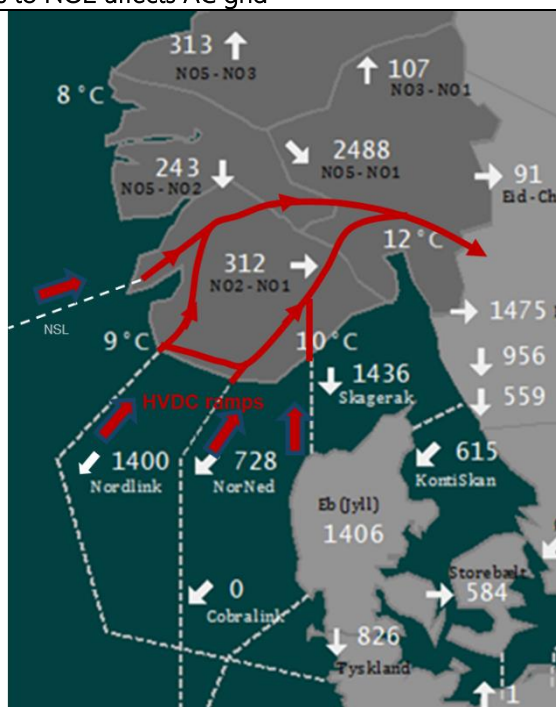 s to NO2 affects AC grid
313
NO5-NO3
107
NO3-NO1
8 °C
2488
NO5-NO1
243
NO5-NO2
91
Eid-Ch
12 °C
312
NO2-NO1
NSL
1475
9 °C
10 °C
956
1436
Skagerak
559
HVDC ramps
1400
Nordlink
728
NorNed
615
KontiSkan
Eb(Jyll)
1406
Storebælt
584
0
Cobralink
826
Tyskland
1